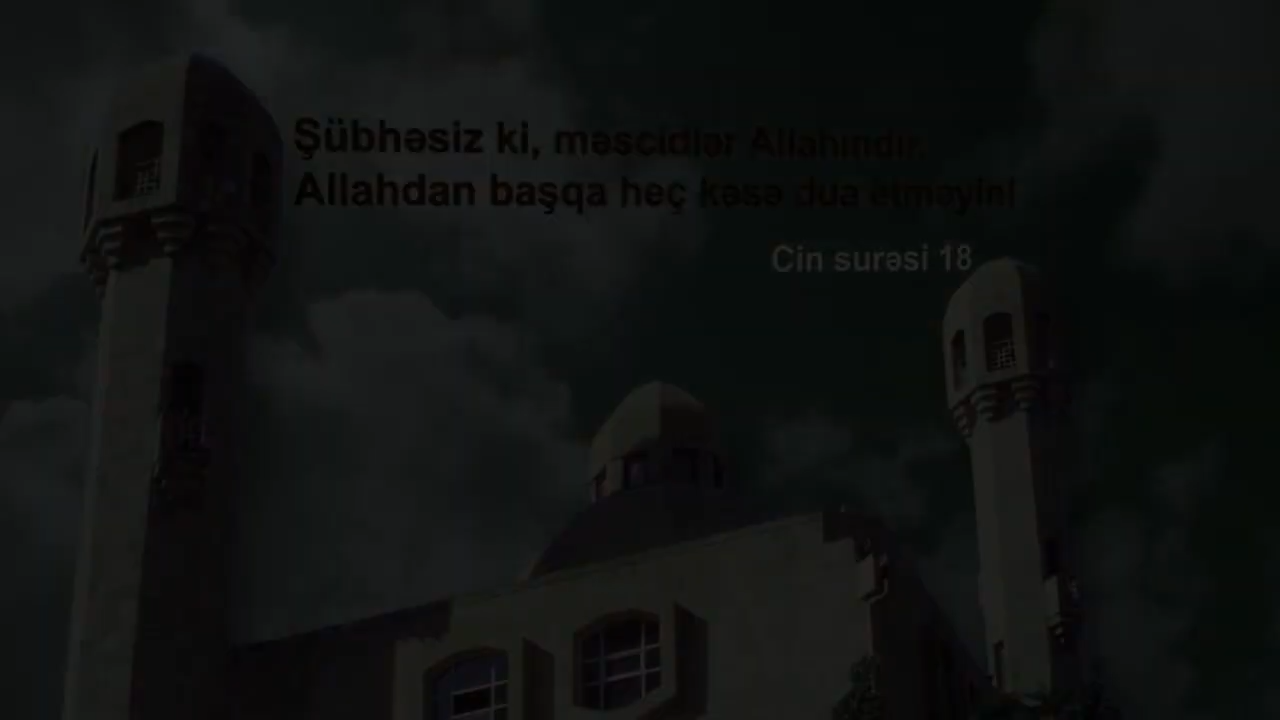 Şübhəsiz ki, məscidlər Allahındır.
Allahdan başqa heç kəsə dua etməyin!
Cin surəsi 18